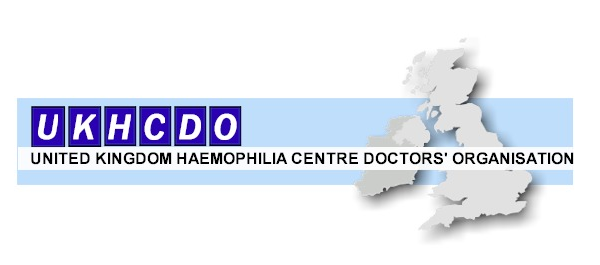 UKHCDO
UNITED KINGDOM HAEMOPHILIA CENTRE DOCTORS' ORGANISATION